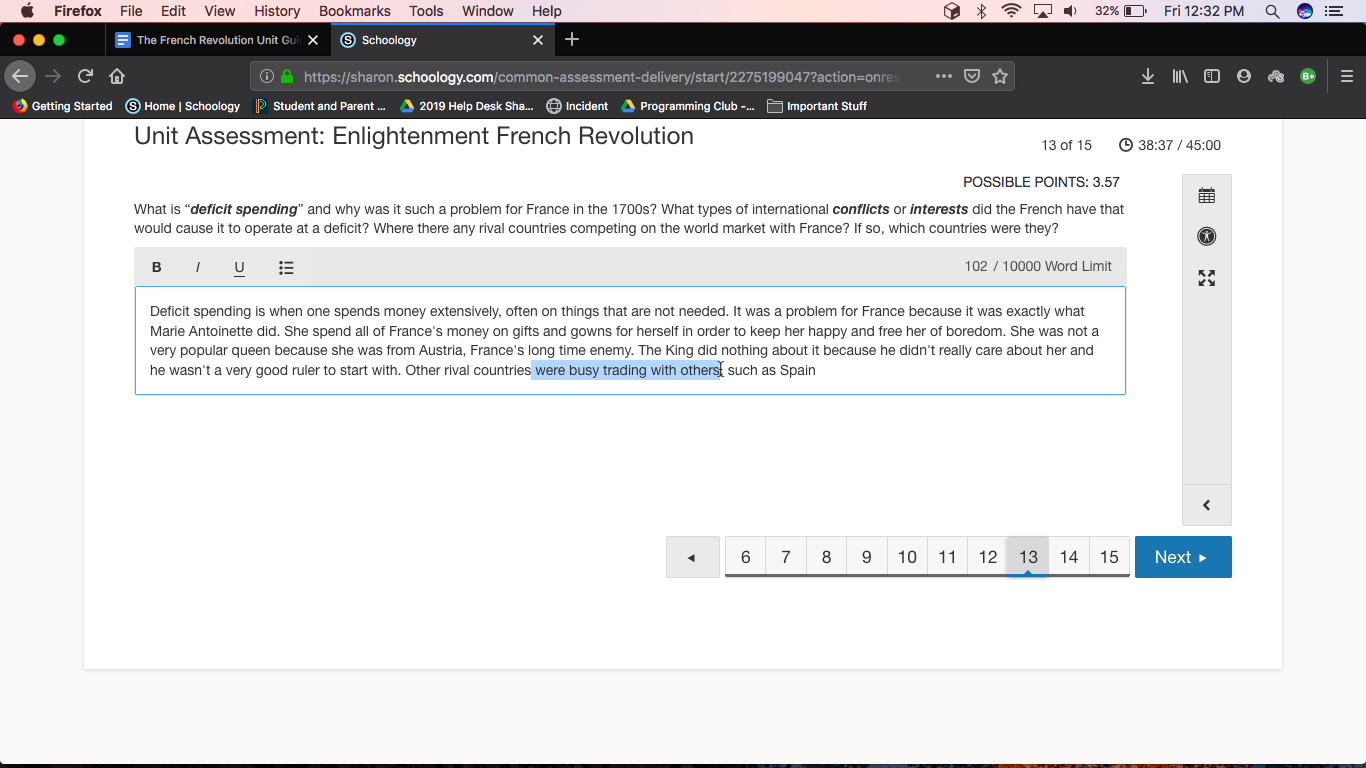 Firefox File Edit View History Bookmarks Tools Window Help 32% Fri 12:32 PM
The French Revolution Unit Gui Schoology
https://sharon.schoology.com/common-assessment-delivery/start/2275199047?action=onres
Getting Started Home | Schoology Student and Parent ... 2019 Help Desk Sha... Incident Programming Club -... Important Stuff
Unit Assessment: Enlightenment French Revolution
13 of 15 38:37 / 45:00
POSSIBLE POINTS: 3.57
What is “deficit spending” and why was it such a problem for France in the 1700s? What types of international conflicts or interests did the French have that
would cause it to operate at a deficit? Where there any rival countries competing on the world market with France? If so, which countries were they?
B I U 102 / 10000 Word Limit
Deficit spending is when one spends money extensively, often on things that are not needed. It was a problem for France because it was exactly what
Marie Antoinette did. She spend all of France's money on gifts and gowns for herself in order to keep her happy and free her of boredom. She was not a
very popular queen because she was from Austria, France's long time enemy. The King did nothing about it because he didn't really care about her and
he wasn't a very good ruler to start with. Other rival countries were busy trading with others, such as Spain
6 7 8 9 10 11 12 13 14 15 Next